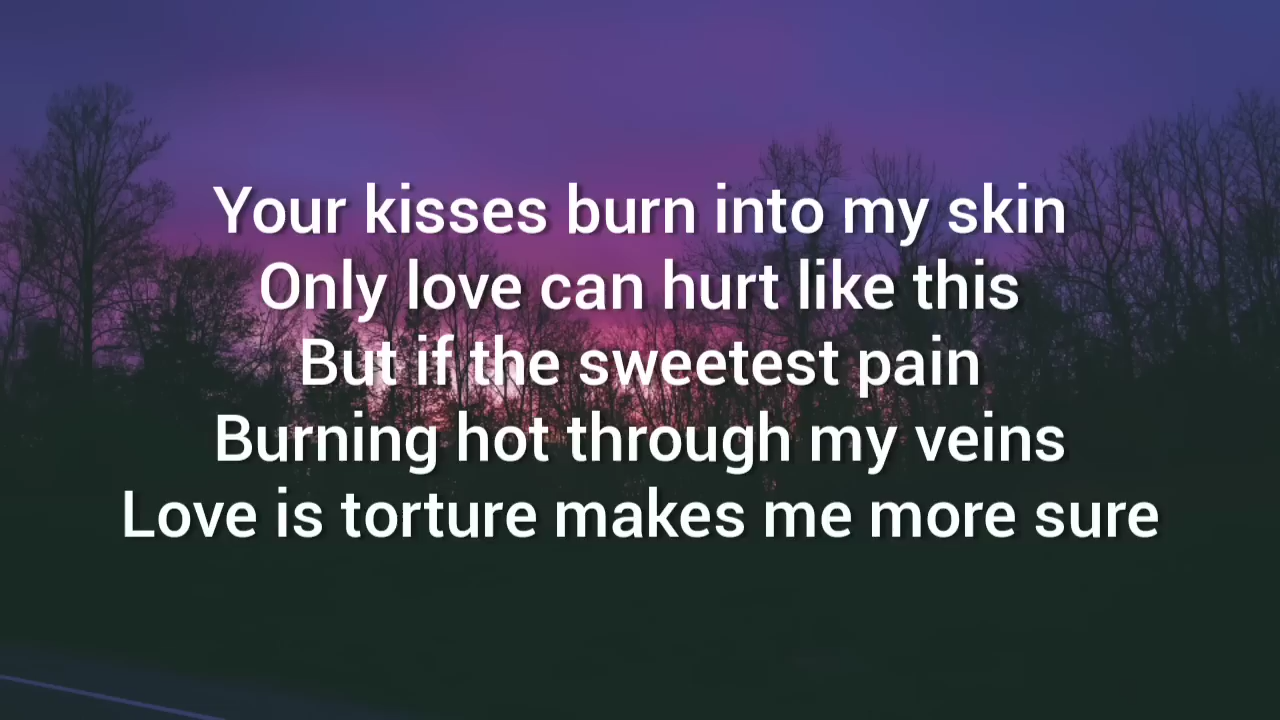 Your kisses burn into my skin
Only love can hurt like this
But if the sweetest pain
Burning hot through my veins
Love is torture makes me more sure